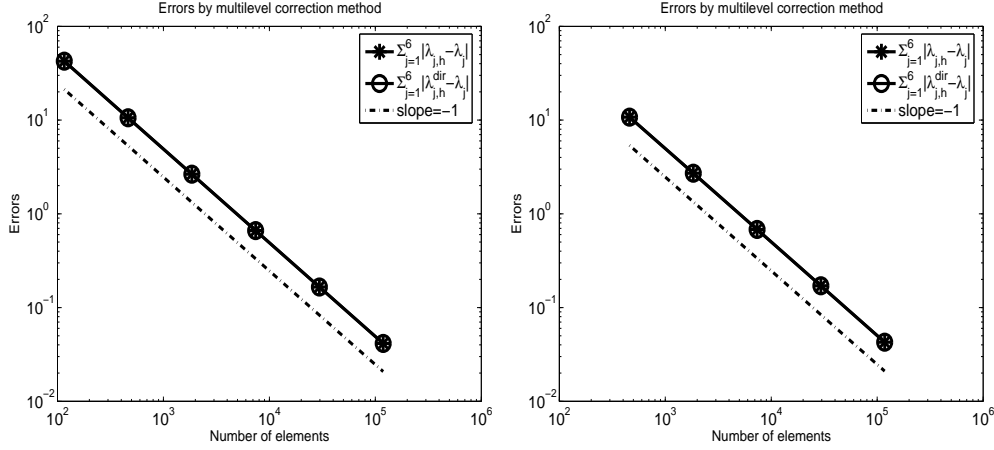 Errors by multilevel correction method
10^2
10^1
10^0
10^{-1}
10^{-2}
Errors
Σ_{j=1}^{6}|λ_{j,h}−λ_j|
Σ_{j=1}^{6}|λ_{j,h}^{dir}−λ_j|
slope=−1
10^2 10^3 10^4 10^5 10^6
Number of elements
Errors by multilevel correction method
10^2
10^1
10^0
10^{-1}
10^{-2}
Errors
Σ_{j=1}^{6}|λ_{j,h}−λ_j|
Σ_{j=1}^{6}|λ_{j,h}^{dir}−λ_j|
slope=−1
10^2 10^3 10^4 10^5 10^6
Number of elements